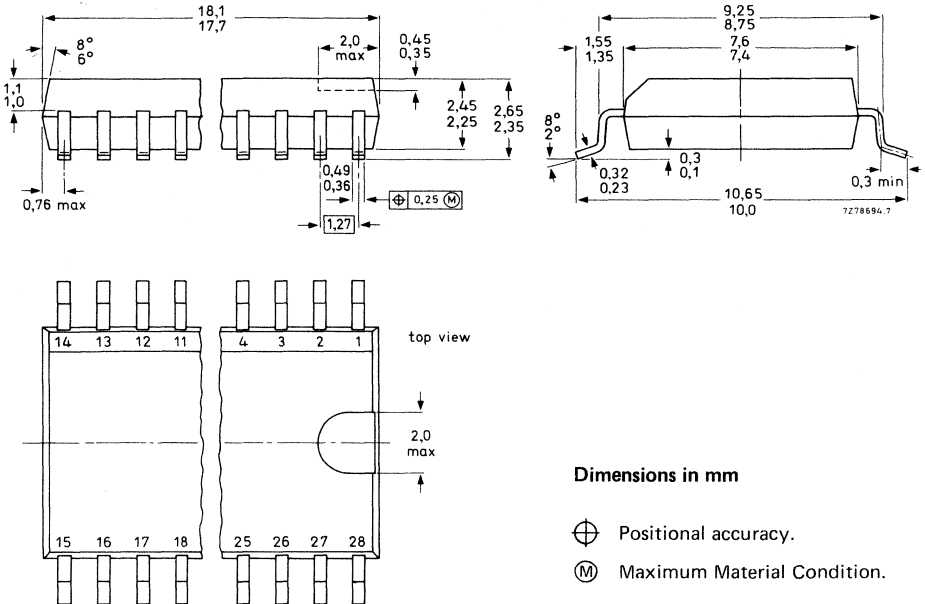 18,1
17,7
8°
6°
2,0
max
0,45
0,35
1,1
1,0
2,45
2,25
2,65
2,35
0,49
0,36
0,76 max
0,25 Ⓜ
1,27
9,25
8,75
1,55
1,35
7,6
7,4
8°
2°
0,32
0,23
0,3
0,1
0,3 min
10,65
10,0
7Z78694.7
14 13 12 11 4 3 2 1
top view
2,0
max
15 16 17 18 25 26 27 28
Dimensions in mm
Positional accuracy.
Ⓜ Maximum Material Condition.